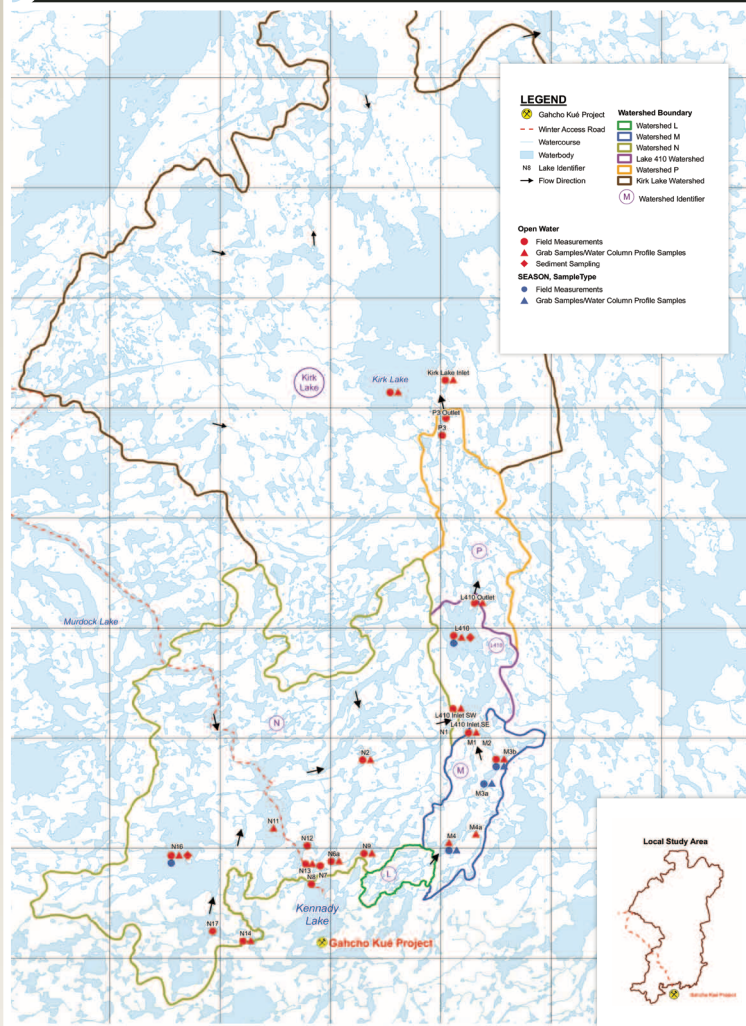 LEGEND
Gahcho Kué Project
Winter Access Road
Watercourse
Waterbody
N8 Lake Identifier
Flow Direction
Watershed Boundary
Watershed L
Watershed M
Watershed N
Lake 410 Watershed
Watershed P
Kirk Lake Watershed
M Watershed Identifier
Open Water
Field Measurements
Grab Samples/Water Column Profile Samples
Sediment Sampling
SEASON, SampleType
Field Measurements
Grab Samples/Water Column Profile Samples
Kirk Lake Inlet
Kirk
Lake
Kirk Lake
P3 Outlet
P3
P
L410 Outlet
Murdock Lake
L410
L410
L410 Inlet SW
N
L410 Inlet SE
N1
M1
M2
N2
M3b
M
M3a
N11
M4a
M4
N12
N16
N9
N6a
N13
N7
L
N8
Kennady
Lake
N17
N14
Gahcho Kué Project
Local Study Area
Gahcho Kué Project